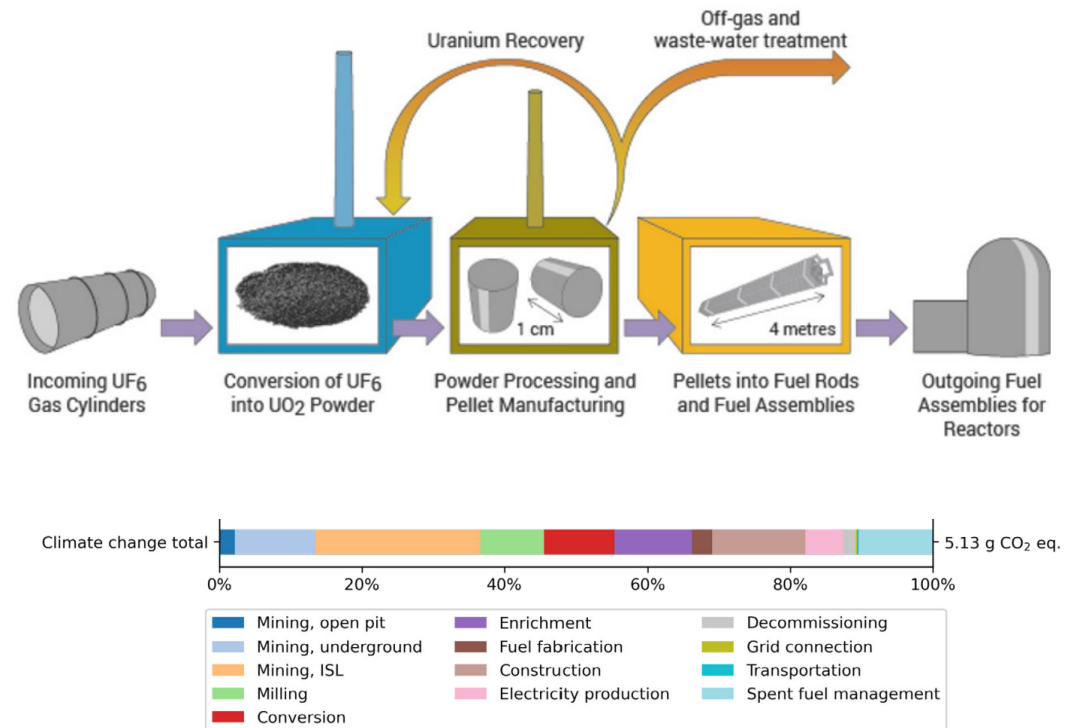 Uranium Recovery
Off-gas and
waste-water treatment
1 cm
4 metres
Incoming UF6
Gas Cylinders
Conversion of UF6
into UO2 Powder
Powder Processing and
Pellet Manufacturing
Pellets into Fuel Rods
and Fuel Assemblies
Outgoing Fuel
Assemblies for
Reactors
Climate change total
5.13 g CO2 eq.
0%
20%
40%
60%
80%
100%
Mining, open pit
Mining, underground
Mining, ISL
Milling
Conversion
Enrichment
Fuel fabrication
Construction
Electricity production
Decommissioning
Grid connection
Transportation
Spent fuel management